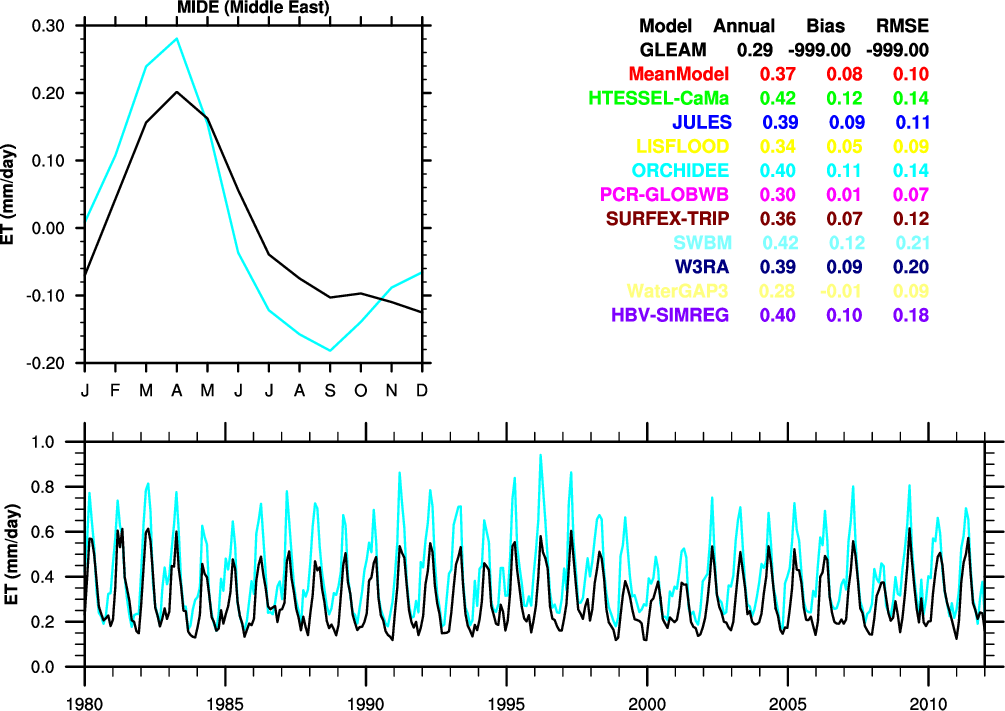 MIDE (Middle East)
0.30
0.20
0.10
0.00
-0.10
-0.20
ET (mm/day)
J F M A M J J A S O N D
Model Annual Bias RMSE
GLEAM 0.29 -999.00 -999.00
MeanModel 0.37 0.08 0.10
HTESSEL-CaMa 0.42 0.12 0.14
JULES 0.39 0.09 0.11
LISFLOOD 0.34 0.05 0.09
ORCHIDEE 0.40 0.11 0.14
PCR-GLOBWB 0.30 0.01 0.07
SURFEX-TRIP 0.36 0.07 0.12
SWBM 0.42 0.12 0.21
W3RA 0.39 0.09 0.20
WaterGAP3 0.28 -0.01 0.09
HBV-SIMREG 0.40 0.10 0.18
1.0
0.8
0.6
0.4
0.2
0.0
ET (mm/day)
1980 1985 1990 1995 2000 2005 2010